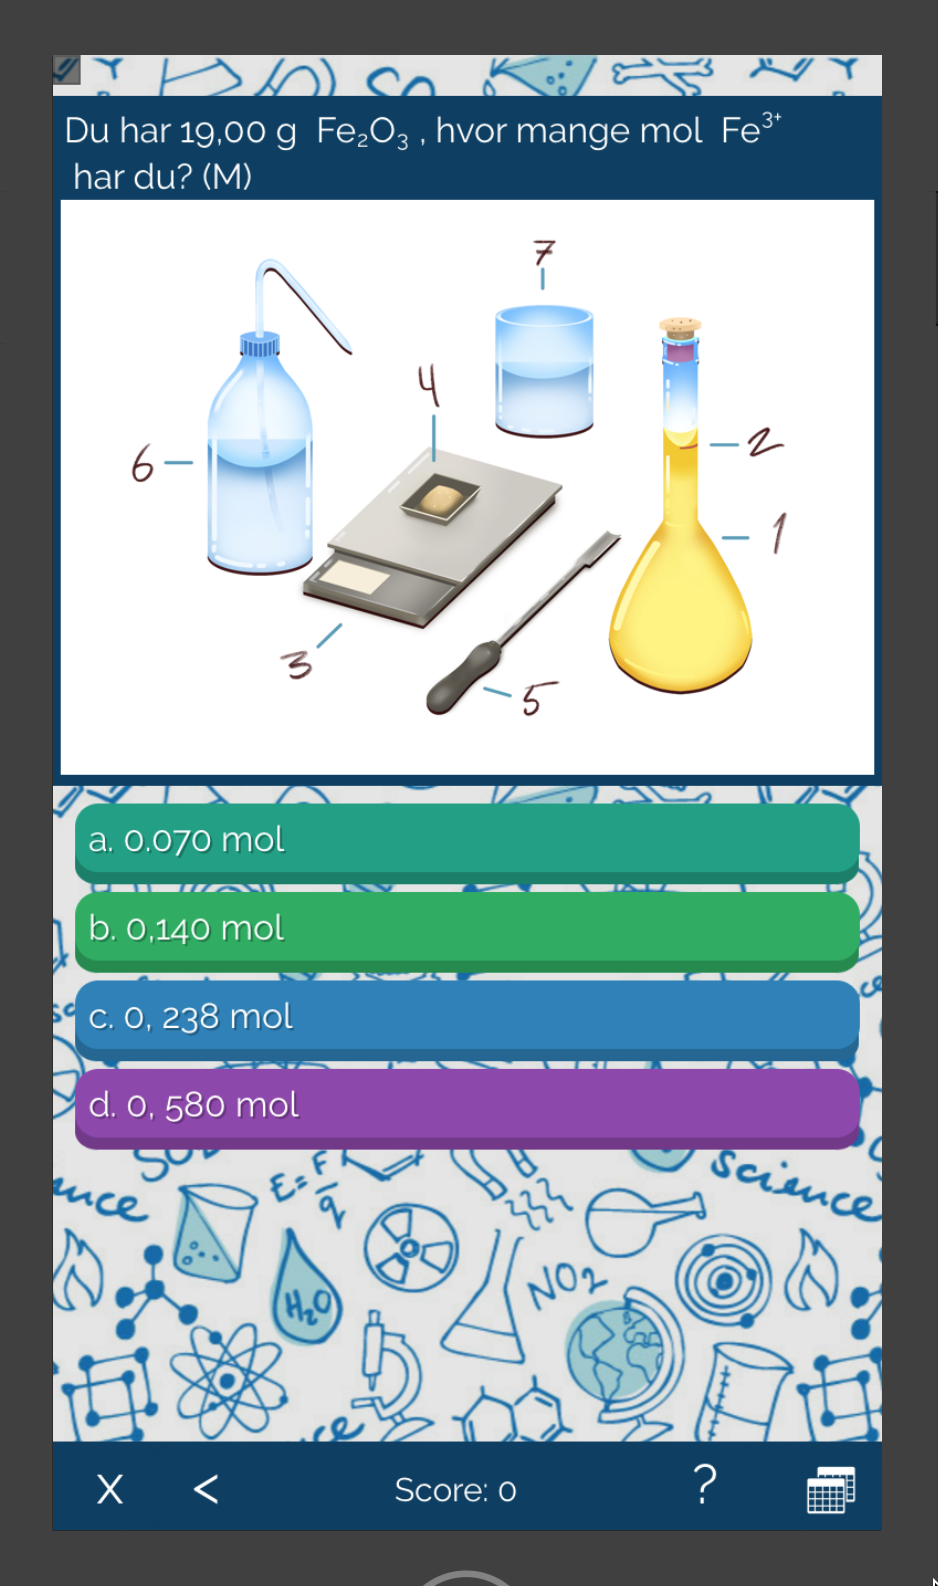 Du har 19,00 g Fe₂O₃ , hvor mange mol Fe³⁺
har du? (M)
7
4
6
2
1
3
5
a. 0.070 mol
b. 0,140 mol
c. 0, 238 mol
d. 0, 580 mol
science
E= F/q
NO2
H2O
X < Score: 0 ?